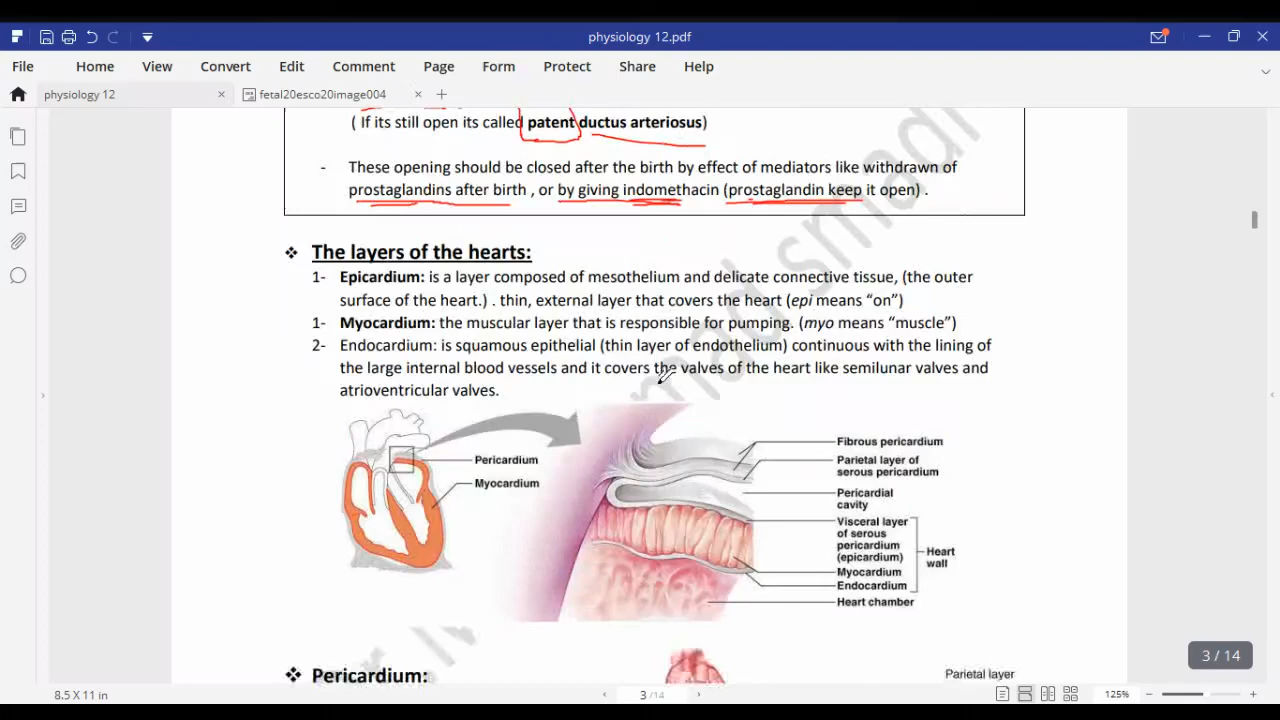 physiology 12.pdf
File Home View Convert Edit Comment Page Form Protect Share Help
physiology 12 × fetal20esco20image004 × +
( If its still open its called patent ductus arteriosus)
- These opening should be closed after the birth by effect of mediators like withdrawn of
prostaglandins after birth , or by giving indomethacin (prostaglandin keep it open) .
❖ The layers of the hearts:
1- Epicardium: is a layer composed of mesothelium and delicate connective tissue, (the outer
surface of the heart.) . thin, external layer that covers the heart (epi means “on”)
1- Myocardium: the muscular layer that is responsible for pumping. (myo means “muscle”)
2- Endocardium: is squamous epithelial (thin layer of endothelium) continuous with the lining of
the large internal blood vessels and it covers the valves of the heart like semilunar valves and
atrioventricular valves.
Pericardium
Myocardium
Fibrous pericardium
Parietal layer of
serous pericardium
Pericardial
cavity
Visceral layer
of serous
pericardium
(epicardium)
Myocardium
Endocardium
Heart
wall
Heart chamber
❖ Pericardium:
Parietal layer
3 / 14
8.5 X 11 in
3 /14
125%